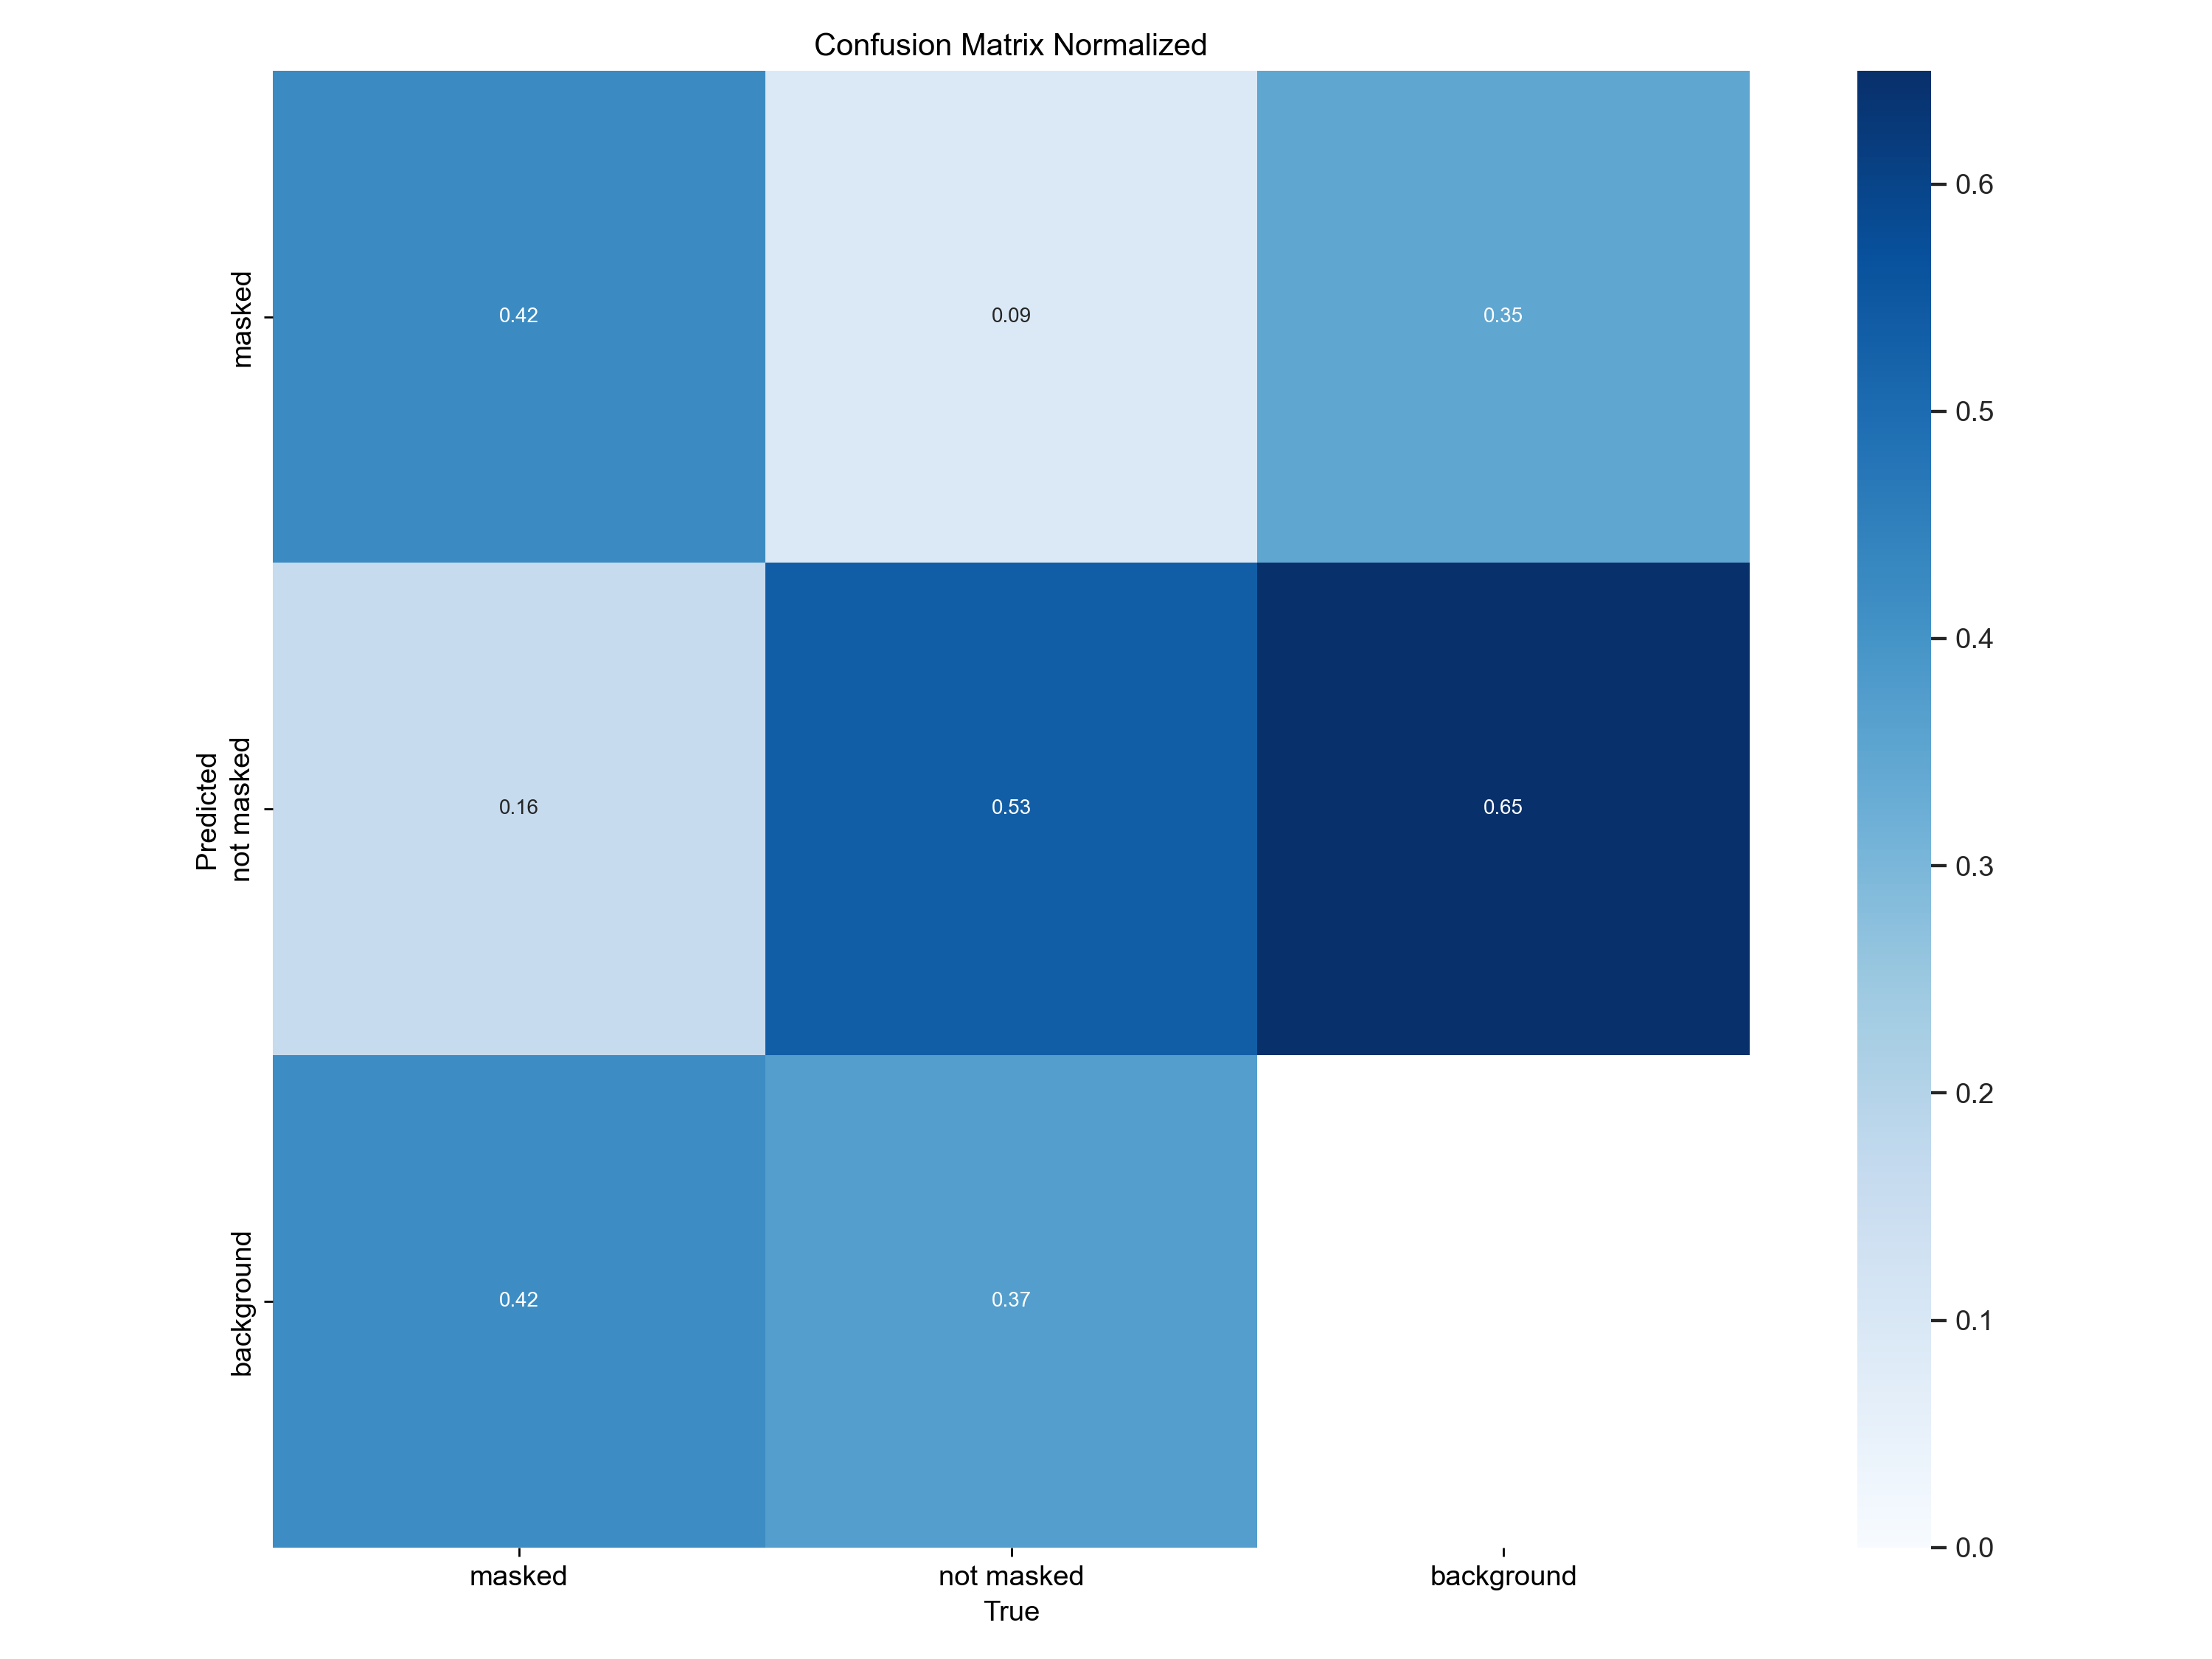 Confusion Matrix Normalized
masked
0.42
0.09
0.35
0.6
0.5
0.4
Predicted
not masked
0.16
0.53
0.65
0.3
0.2
background
0.42
0.37
0.1
0.0
masked
not masked
background
True